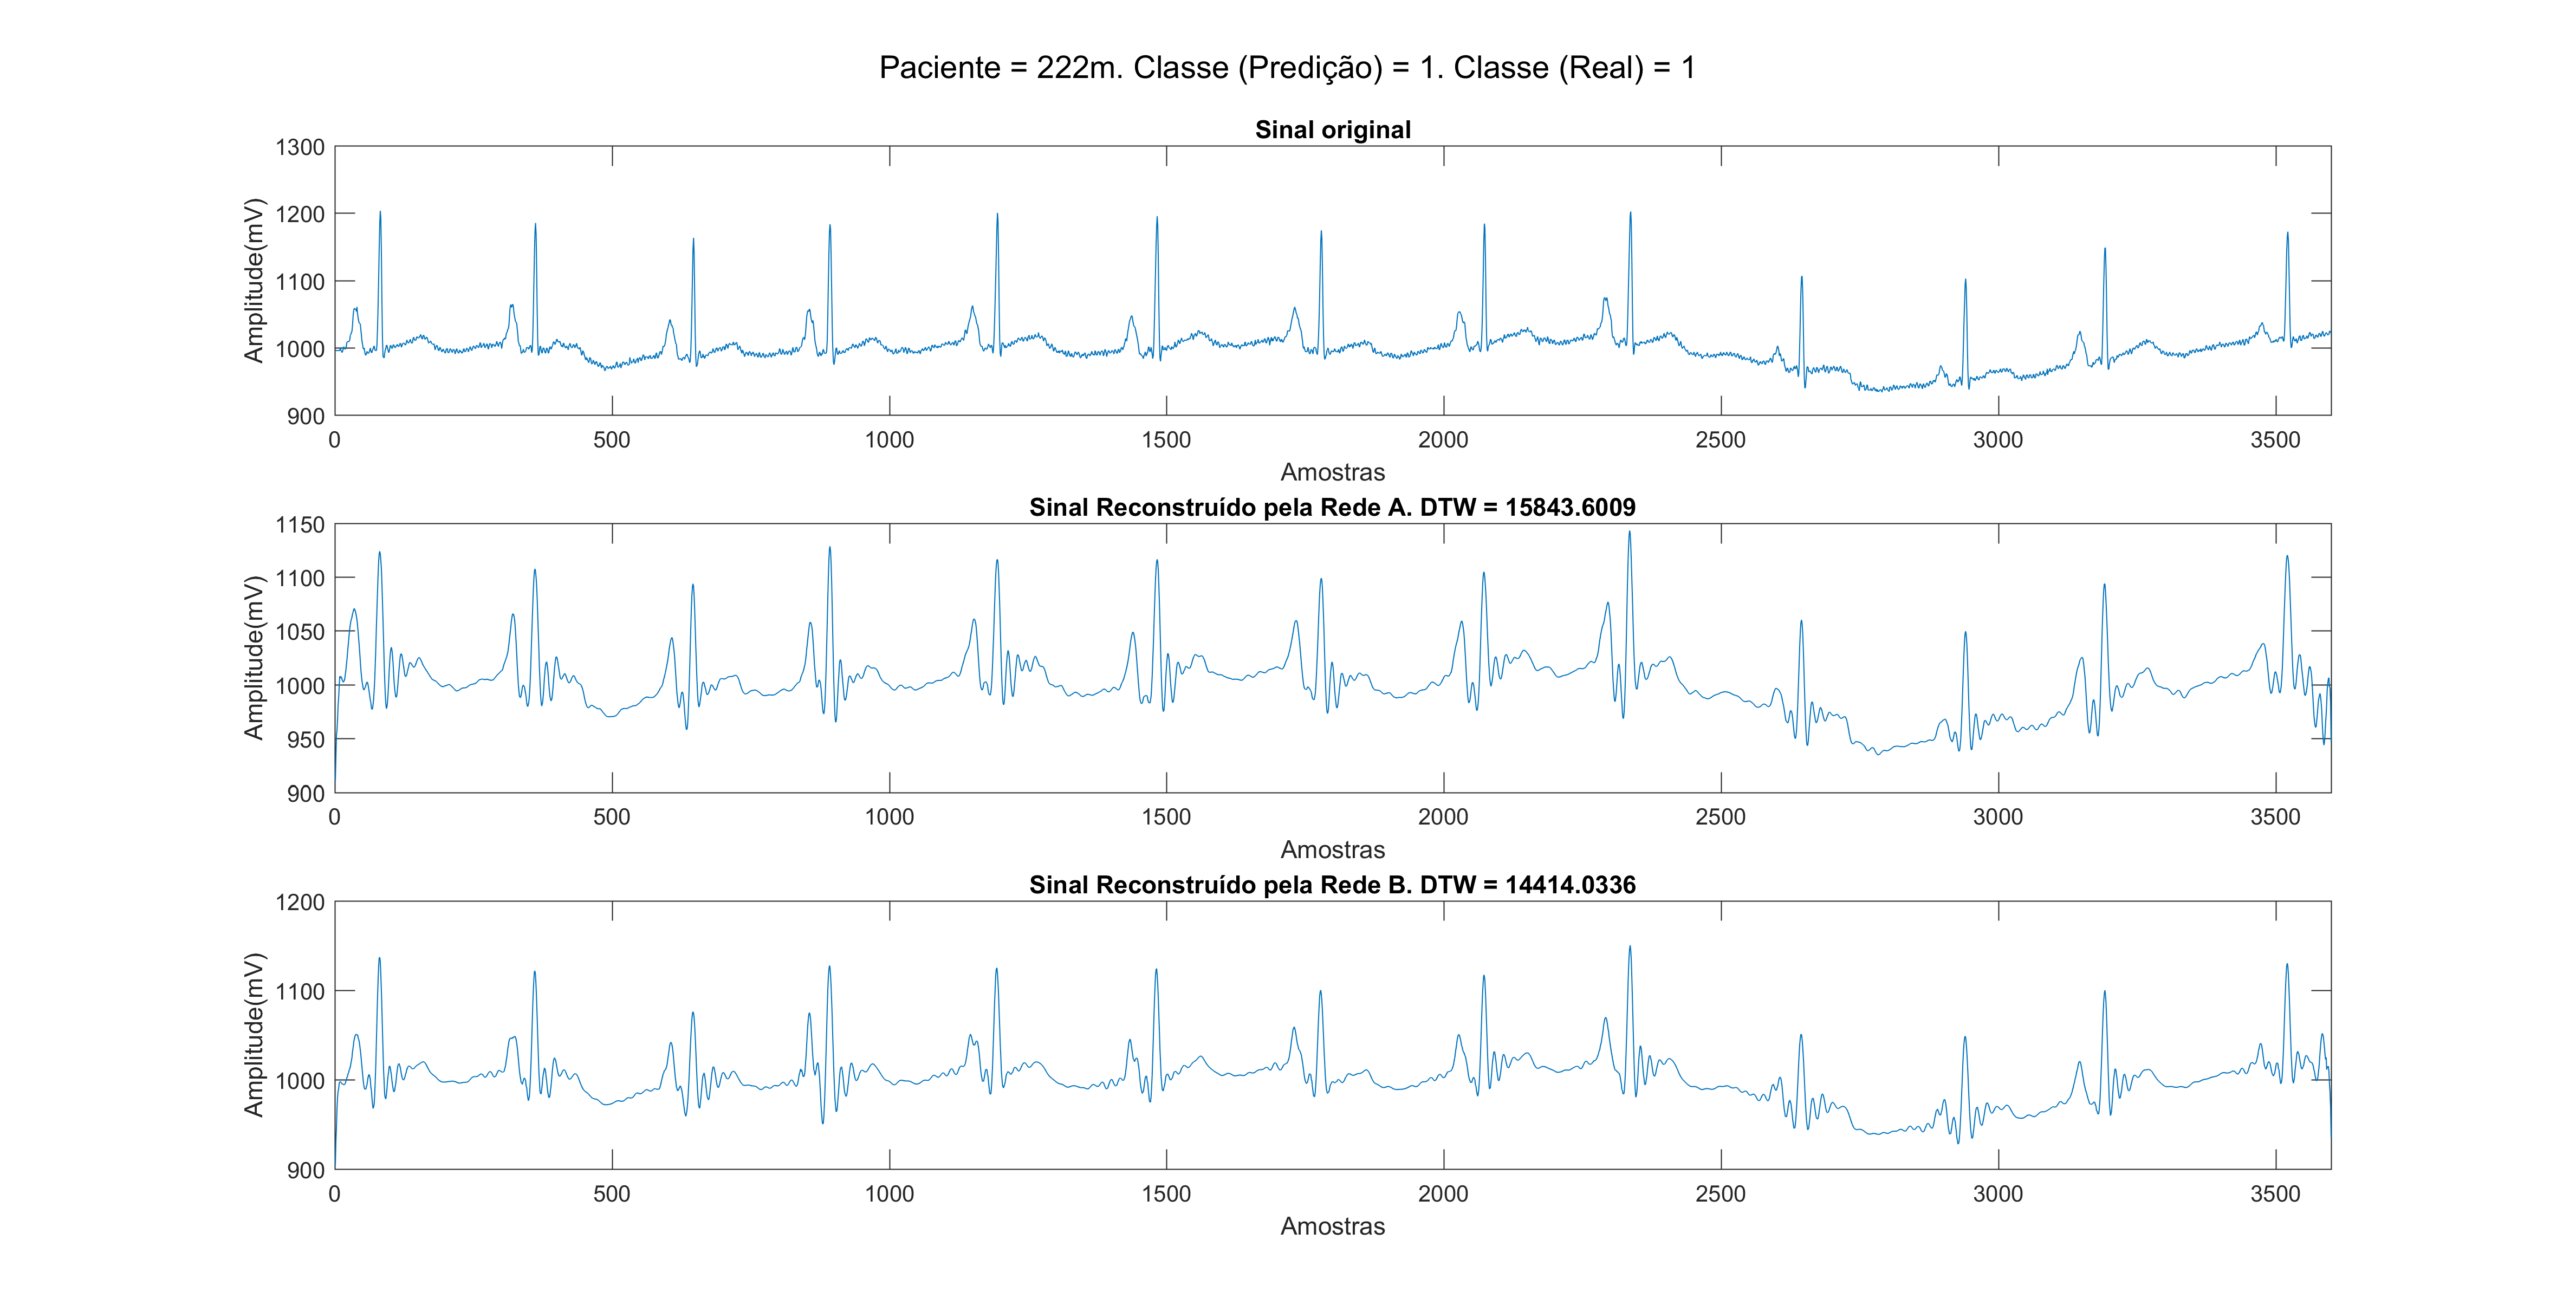 Paciente = 222m. Classe (Predição) = 1. Classe (Real) = 1
Sinal original
1300
1200
1100
1000
900
Amplitude(mV)
0 500 1000 1500 2000 2500 3000 3500
Amostras
Sinal Reconstruído pela Rede A. DTW = 15843.6009
1150
1100
1050
1000
950
900
Amplitude(mV)
0 500 1000 1500 2000 2500 3000 3500
Amostras
Sinal Reconstruído pela Rede B. DTW = 14414.0336
1200
1100
1000
900
Amplitude(mV)
0 500 1000 1500 2000 2500 3000 3500
Amostras